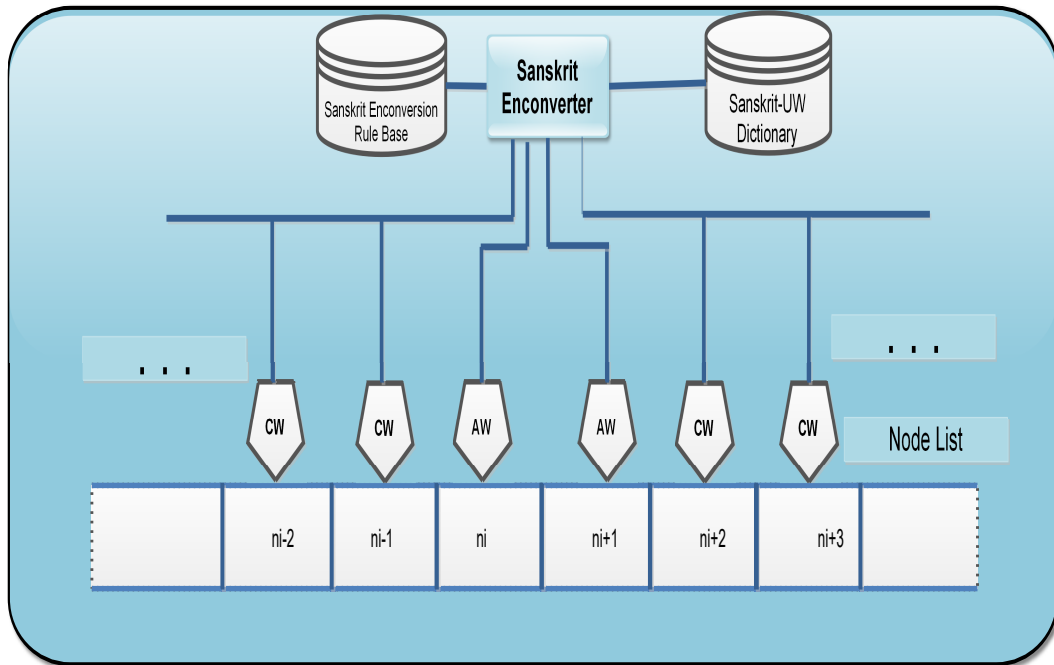 Sanskrit Enconversion
Rule Base
Sanskrit
Enconverter
Sanskrit-UW
Dictionary
. . .
. . .
CW
CW
AW
AW
CW
CW
Node List
ni-2
ni-1
ni
ni+1
ni+2
ni+3